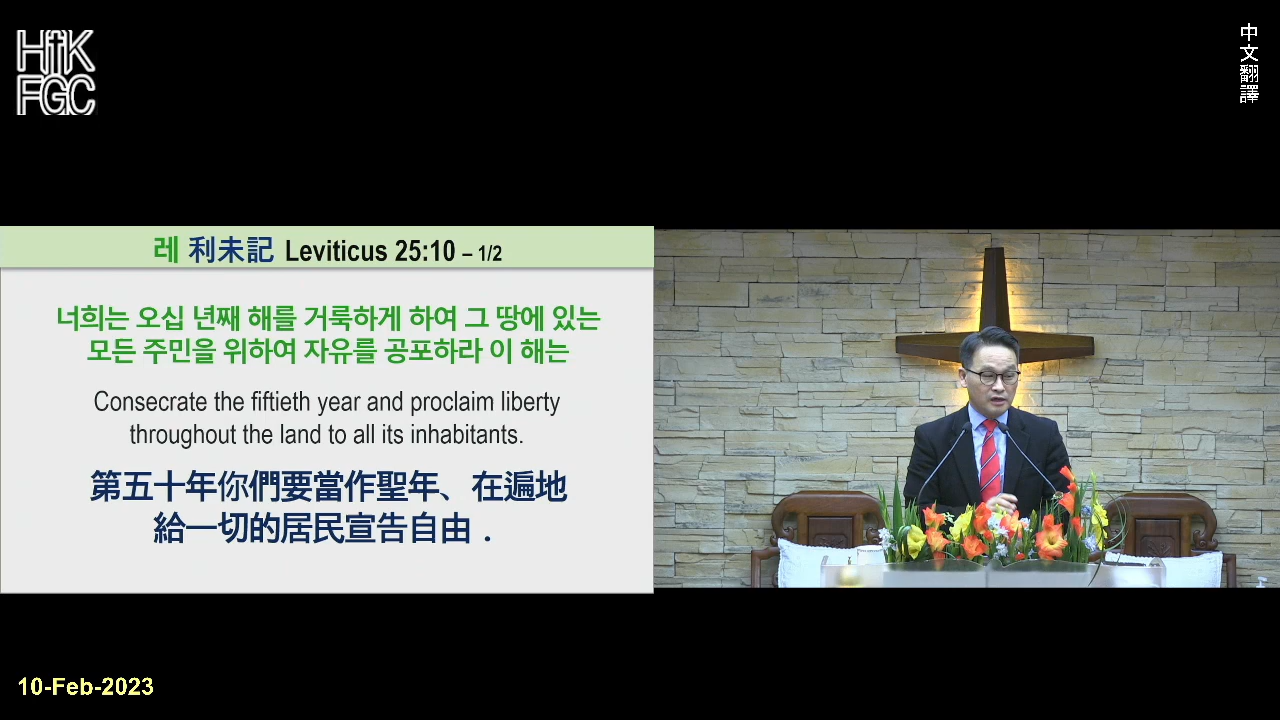 HfK
FGC
中文翻譯
레 利未記 Leviticus 25:10 – 1/2
너희는 오십 년째 해를 거룩하게 하여 그 땅에 있는
모든 주민을 위하여 자유를 공포하라 이 해는
Consecrate the fiftieth year and proclaim liberty
throughout the land to all its inhabitants.
第五十年你們要當作聖年、在遍地
給一切的居民宣告自由．
10-Feb-2023